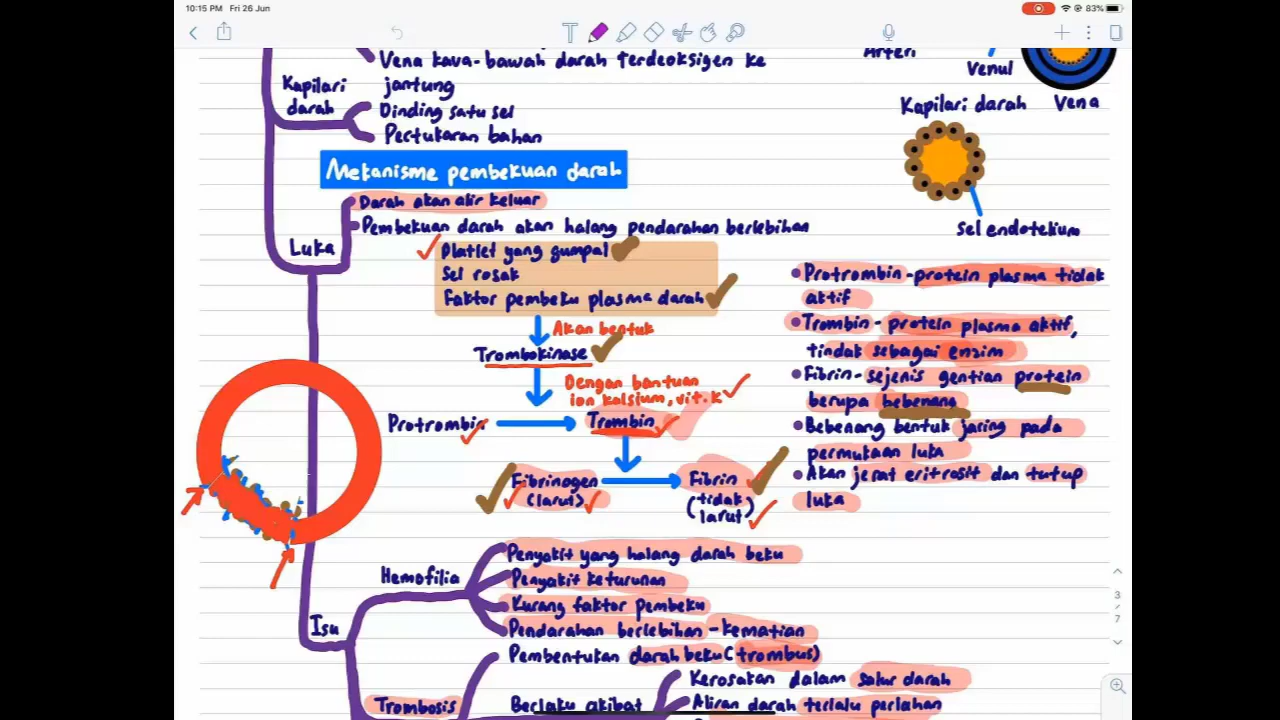 10:15 PM Fri 26 Jun
83%
Vena kava-bawah darah terdeoksigen ke
jantung
Kapilari
darah
Dinding satu sel
Pertukaran bahan
Arteri
Venul
Kapilari darah
Vena
Sel endotelium
Mekanisme pembekuan darah
Luka
Darah akan alir keluar
Pembekuan darah akan halang pendarahan berlebihan
Platlet yang gumpal
Sel rosak
Faktor pembeku plasma darah
Akan bentuk
Trombokinase
Dengan bantuan
ion kalsium, vit. K
Protrombin
Trombin
Fibrinogen
(larut)
Fibrin
(tidak
larut)
Protrombin - protein plasma tidak
aktif
Trombin - protein plasma aktif,
tindak sebagai enzim
Fibrin - sejenis gentian protein
berupa bebenang
Bebenang bentuk jaring pada
permukaan luka
Akan jerat eritrosit dan tutup
luka
3
/
7
Isu
Hemofilia
Penyakit yang halang darah beku
Penyakit keturunan
Kurang faktor pembeku
Pendarahan berlebihan - kematian
Trombosis
Pembentukan darah beku (trombus)
Berlaku akibat
Kerosakan dalam salur darah
Aliran darah terlalu perlahan